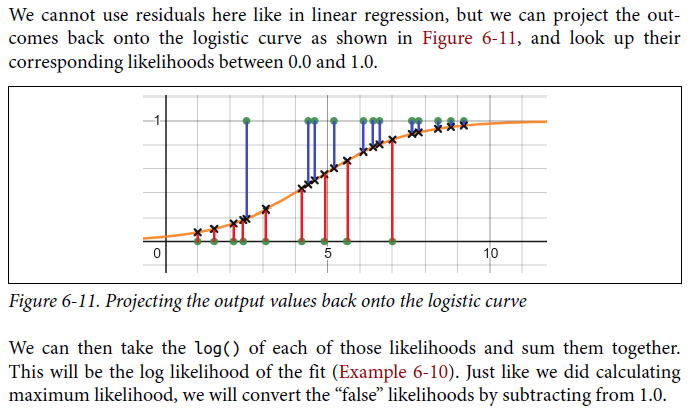 We cannot use residuals here like in linear regression, but we can project the out-
comes back onto the logistic curve as shown in Figure 6-11, and look up their
corresponding likelihoods between 0.0 and 1.0.
1
0
5
10
Figure 6-11. Projecting the output values back onto the logistic curve
We can then take the log() of each of those likelihoods and sum them together.
This will be the log likelihood of the fit (Example 6-10). Just like we did calculating
maximum likelihood, we will convert the “false” likelihoods by subtracting from 1.0.